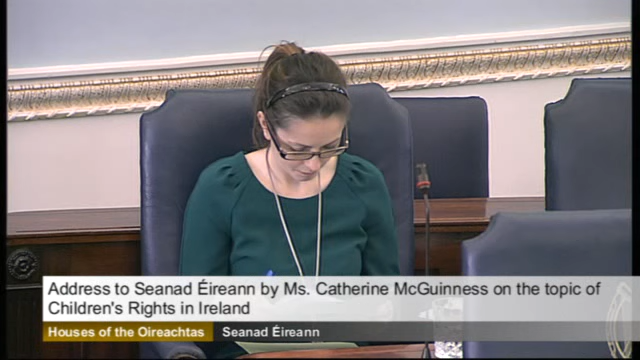 Address to Seanad Éireann by Ms. Catherine McGuinness on the topic of
Children's Rights in Ireland
Houses of the Oireachtas Seanad Éireann